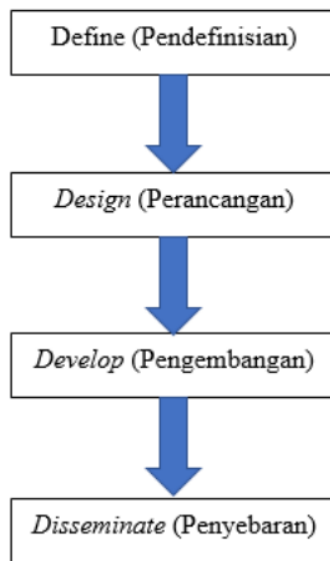 Define (Pendefinisian)
Design (Perancangan)
Develop (Pengembangan)
Disseminate (Penyebaran)